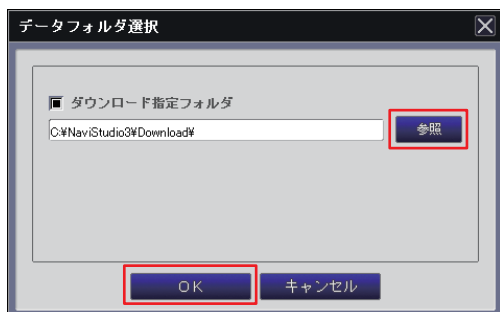 データフォルダ選択
ダウンロード指定フォルダ
C:¥NaviStudio3¥Download¥
参照
OK
キャンセル